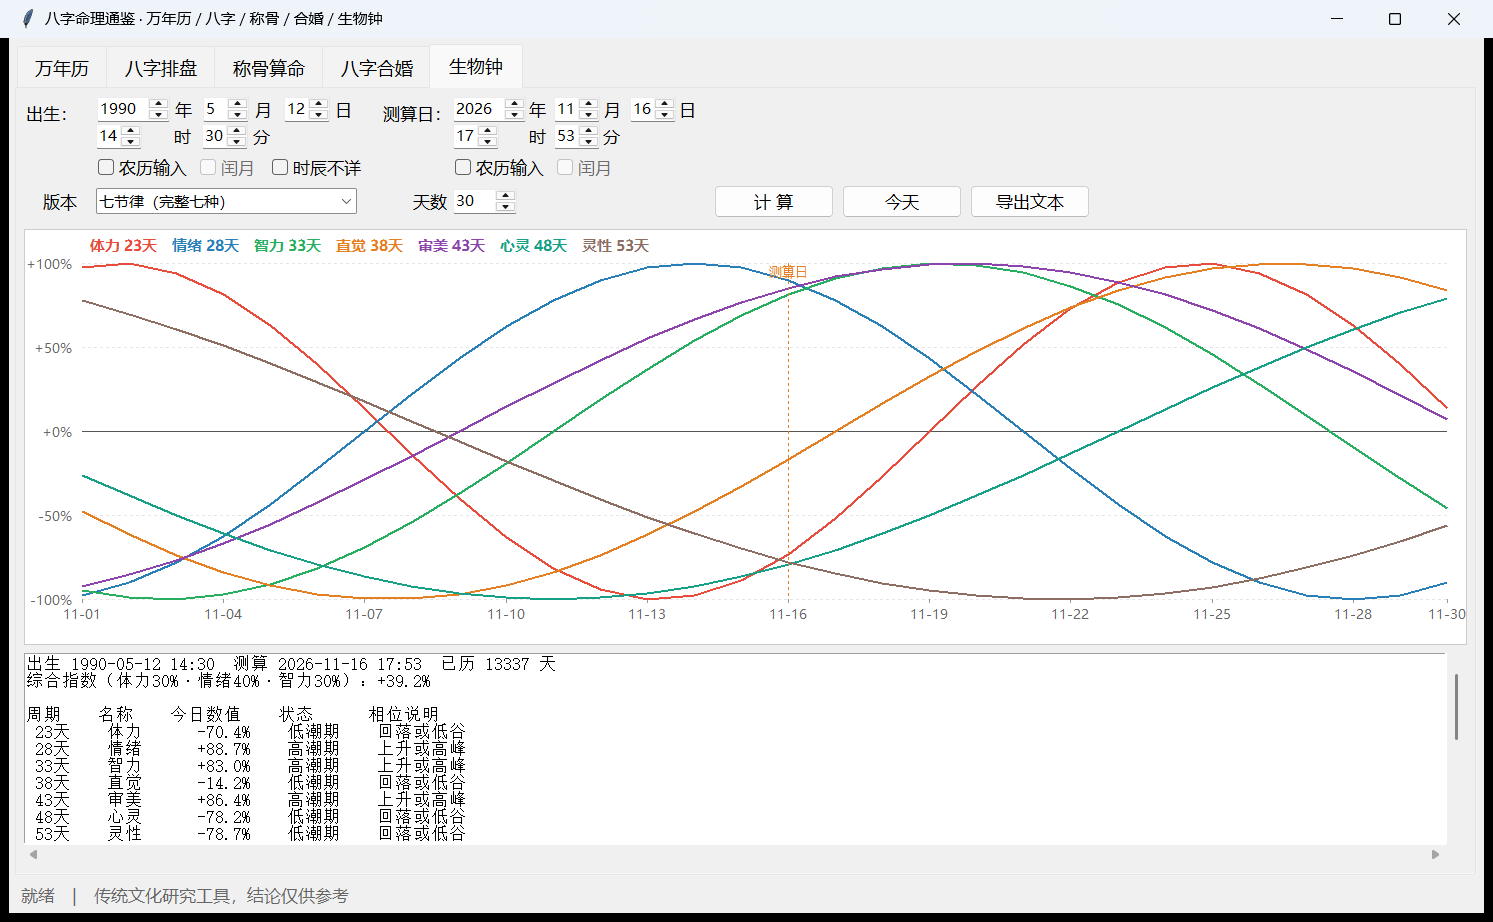 八字命理通鉴 · 万年历 / 八字 / 称骨 / 合婚 / 生物钟
万年历 八字排盘 称骨算命 八字合婚 生物钟
出生： 1990 年 5 月 12 日 测算日： 2026 年 11 月 16 日
14 时 30 分 17 时 53 分
农历输入 闰月 时辰不详 农历输入 闰月
版本 七节律（完整七种） 天数 30 计 算 今天 导出文本
体力 23天 情绪 28天 智力 33天 直觉 38天 审美 43天 心灵 48天 灵性 53天
+100%
测算日
+50%
+0%
-50%
-100%
11-01 11-04 11-07 11-10 11-13 11-16 11-19 11-22 11-25 11-28 11-30
出生 1990-05-12 14:30 测算 2026-11-16 17:53 已历 13337 天
综合指数（体力30%·情绪40%·智力30%）：+39.2%
周期 名称 今日数值 状态 相位说明
23天 体力 -70.4% 低潮期 回落或低谷
28天 情绪 +88.7% 高潮期 上升或高峰
33天 智力 +83.0% 高潮期 上升或高峰
38天 直觉 -14.2% 低潮期 回落或低谷
43天 审美 +86.4% 高潮期 上升或高峰
48天 心灵 -78.2% 低潮期 回落或低谷
53天 灵性 -78.7% 低潮期 回落或低谷
就绪 | 传统文化研究工具，结论仅供参考